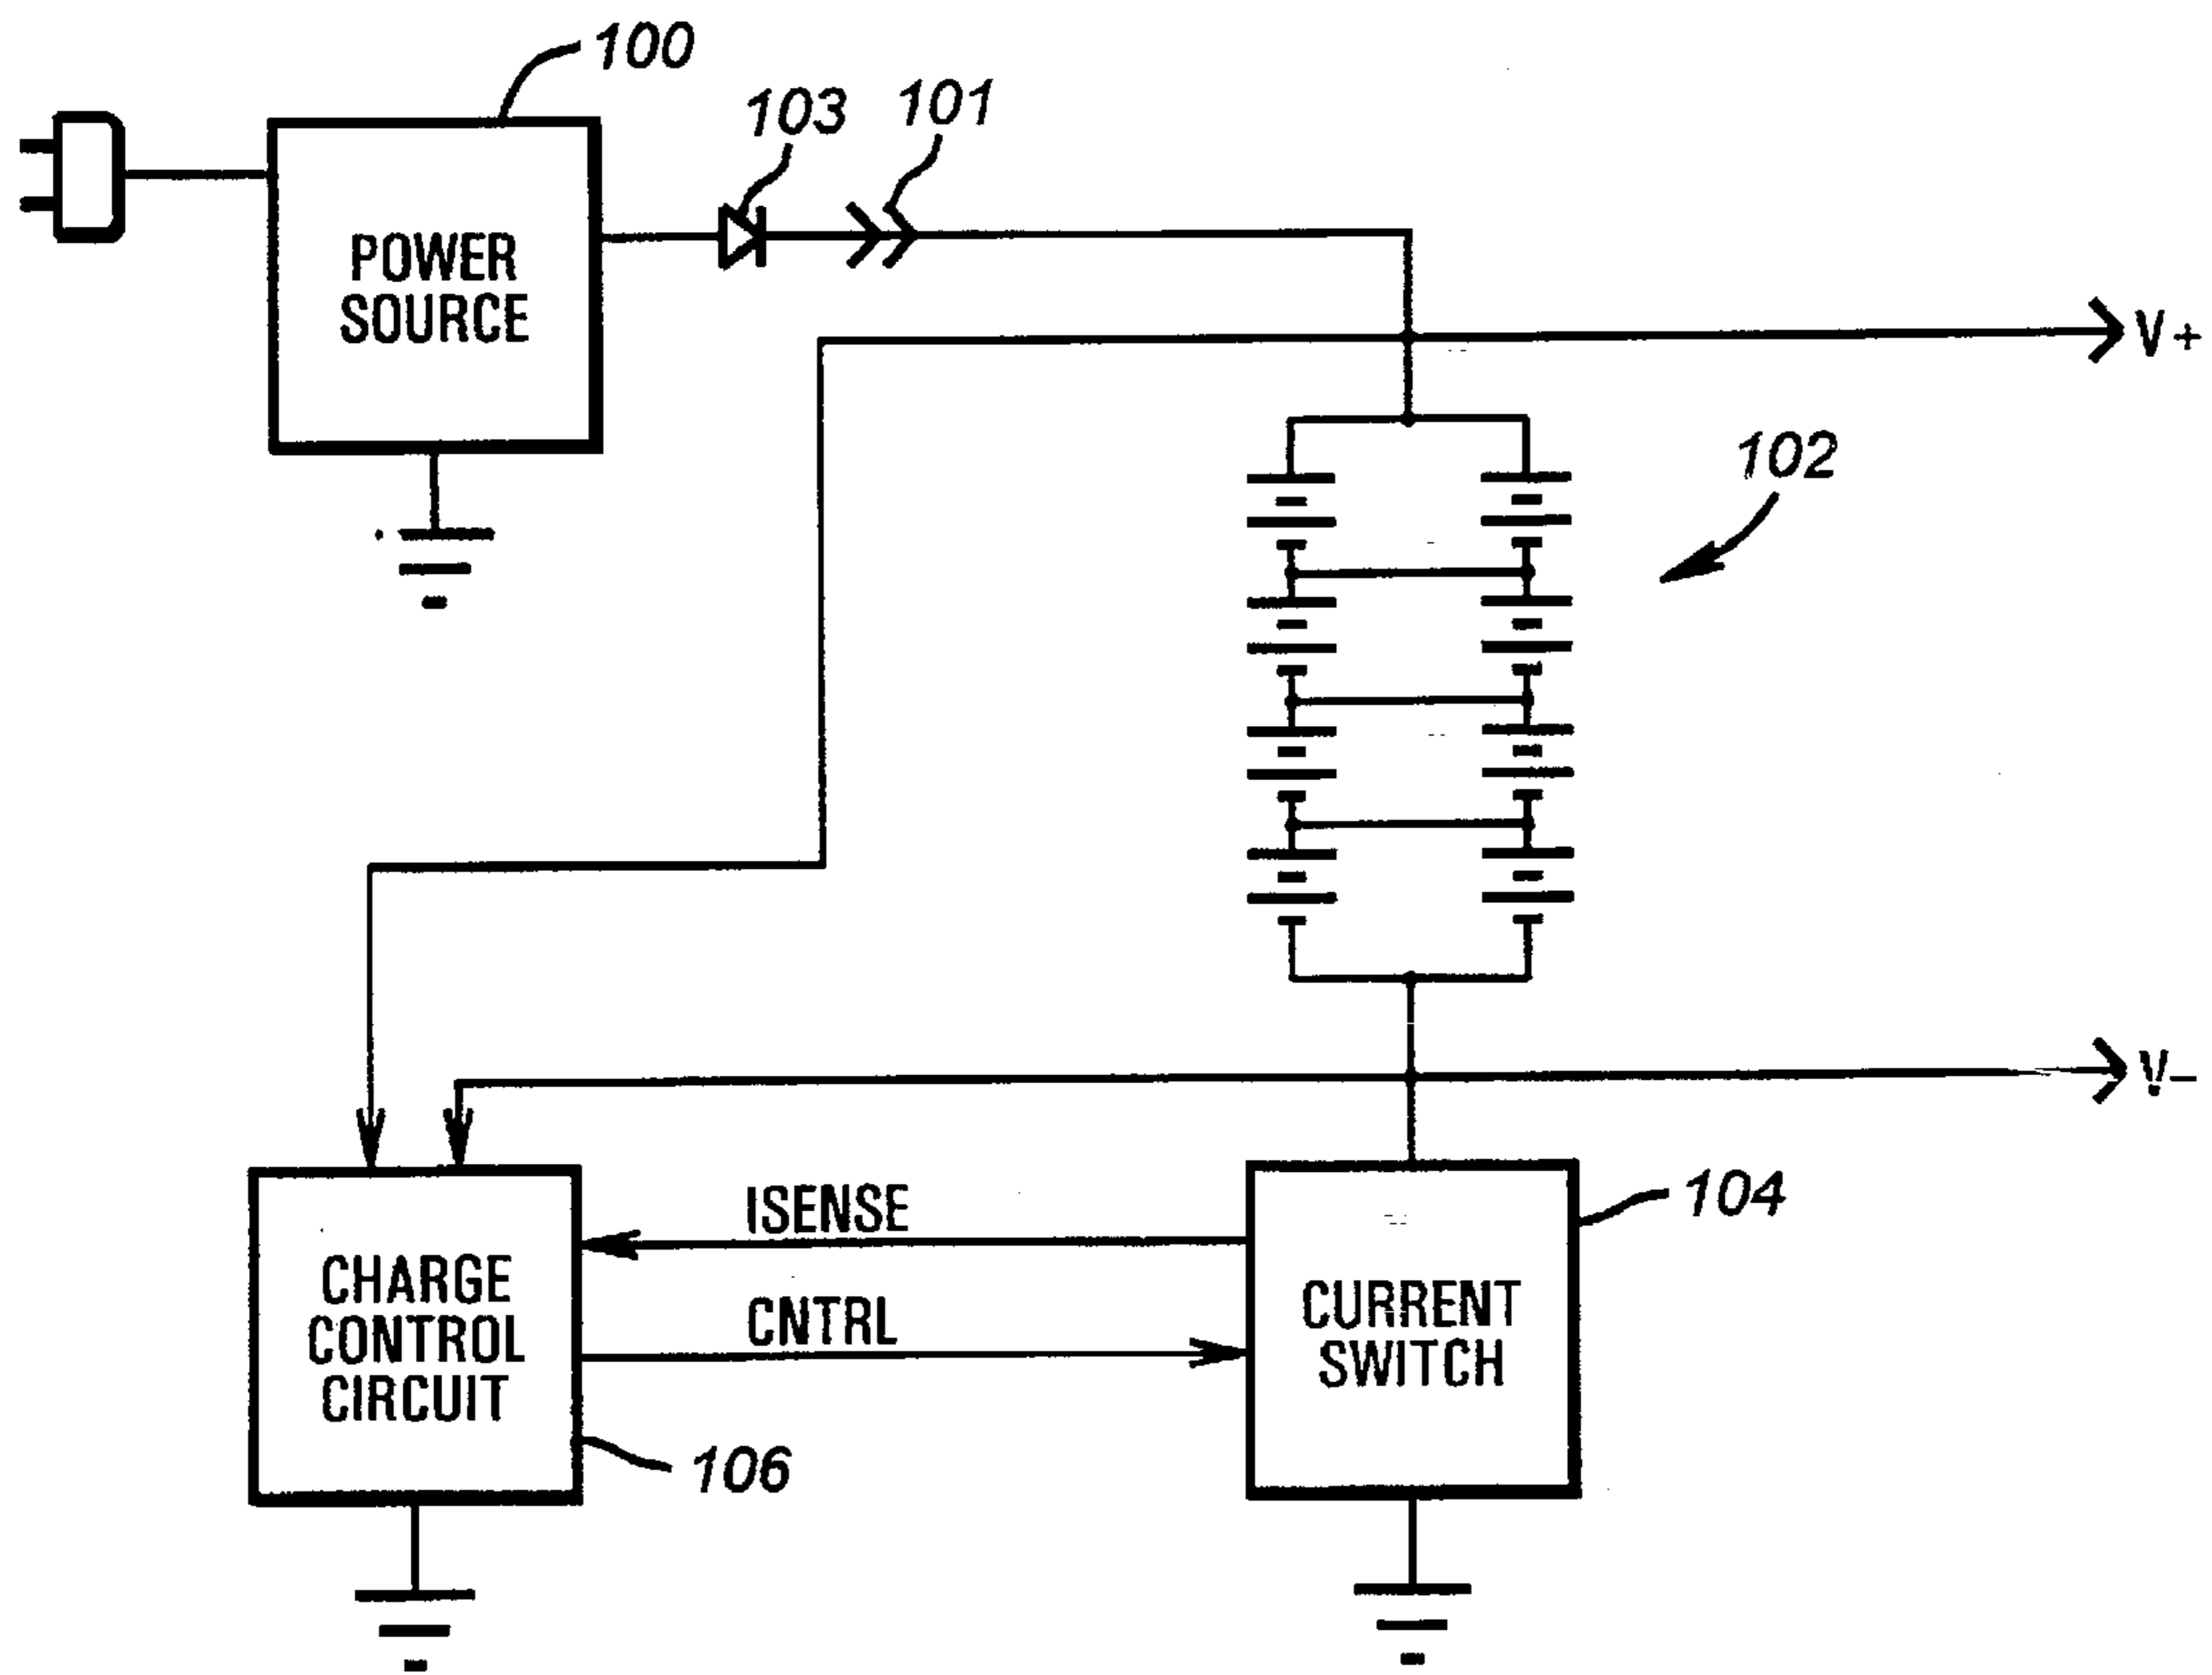 100
103
101
POWER
SOURCE
V+
102
V-
104
ISENSE
CHARGE
CONTROL
CIRCUIT
CNTRL
CURRENT
SWITCH
106